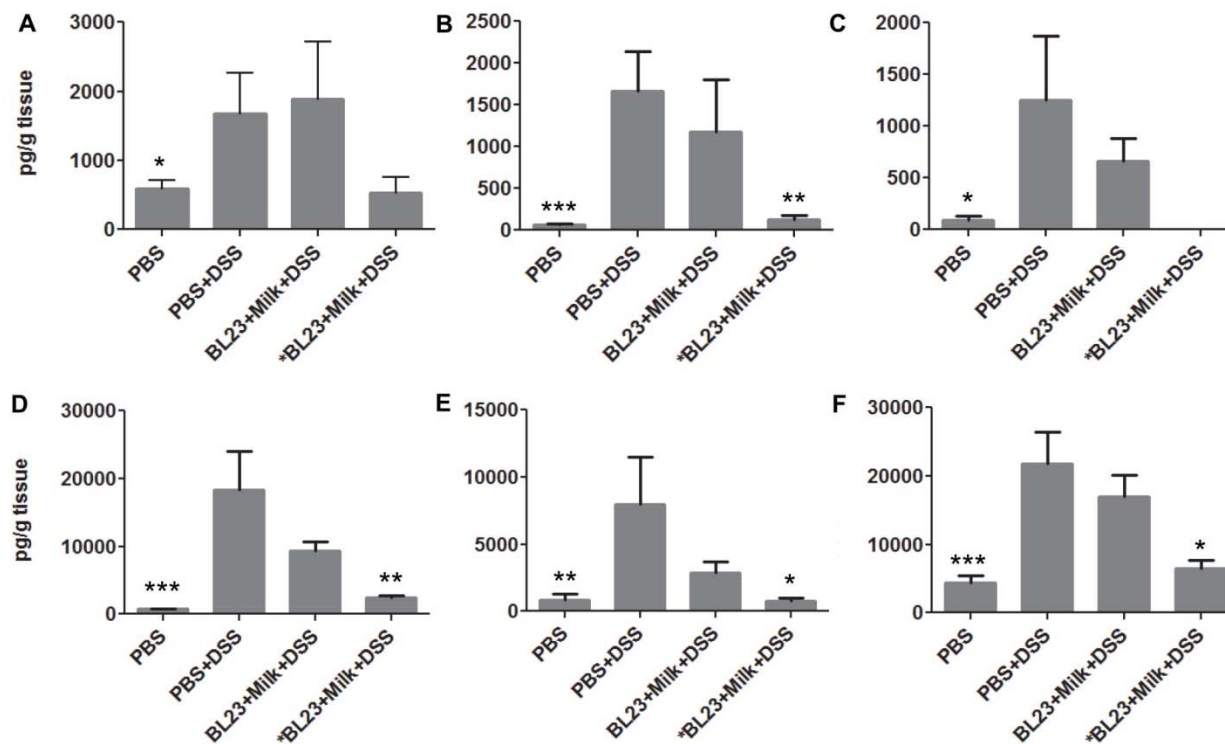 A
pg/g tissue
3000
2000
1000
0
*
PBS
PBS+DSS
BL23+Milk+DSS
*BL23+Milk+DSS
B
2500
2000
1500
1000
500
0
***
**
PBS
PBS+DSS
BL23+Milk+DSS
*BL23+Milk+DSS
C
2000
1500
1000
500
0
*
PBS
PBS+DSS
BL23+Milk+DSS
*BL23+Milk+DSS
D
pg/g tissue
30000
20000
10000
0
***
**
PBS
PBS+DSS
BL23+Milk+DSS
*BL23+Milk+DSS
E
15000
10000
5000
0
**
*
PBS
PBS+DSS
BL23+Milk+DSS
*BL23+Milk+DSS
F
30000
20000
10000
0
***
*
PBS
PBS+DSS
BL23+Milk+DSS
*BL23+Milk+DSS